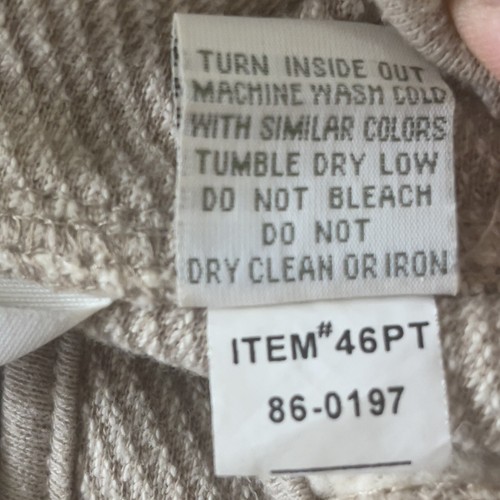 TURN INSIDE OUT
MACHINE WASH COLD
WITH SIMILAR COLORS
TUMBLE DRY LOW
DO NOT BLEACH
DO NOT
DRY CLEAN OR IRON
ITEM# 46PT
86-0197